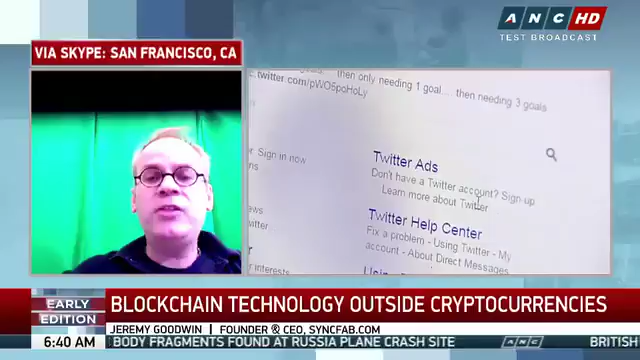 ANC HD
TEST BROADCAST
VIA SKYPE: SAN FRANCISCO, CA
then only needing 1 goal.... then needing 3 goals
twitter.com/pWO5poHoLy
Sign in now
Twitter Ads
Don't have a Twitter account? Sign up
Learn more about Twitter
Twitter Help Center
Fix a problem - Using Twitter - My
account - About Direct Messages
interests
EARLY EDITION
BLOCKCHAIN TECHNOLOGY OUTSIDE CRYPTOCURRENCIES
JEREMY GOODWIN | FOUNDER & CEO, SYNCFAB.COM
6:40 AM
BODY FRAGMENTS FOUND AT RUSSIA PLANE CRASH SITE
ANC
BRITISH